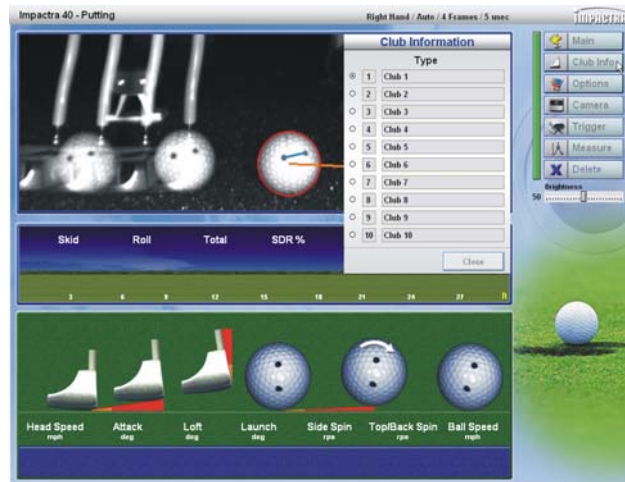 Impactra 40 - Putting
Right Hand / Auto / 4 Frames / 5 usec
IMPACTRA
Club Information
Type
1 Club 1
2 Club 2
3 Club 3
4 Club 4
5 Club 5
6 Club 6
7 Club 7
8 Club 8
9 Club 9
10 Club 10
Close
Main
Club Info
Options
Camera
Trigger
Measure
Delete
Brightness
50
Skid Roll Total SDR %
3 6 9 12 15 18 21 24 27 ft
Head Speed Attack Loft Launch Side Spin Top/Back Spin Ball Speed
mph deg deg deg rps rps mph